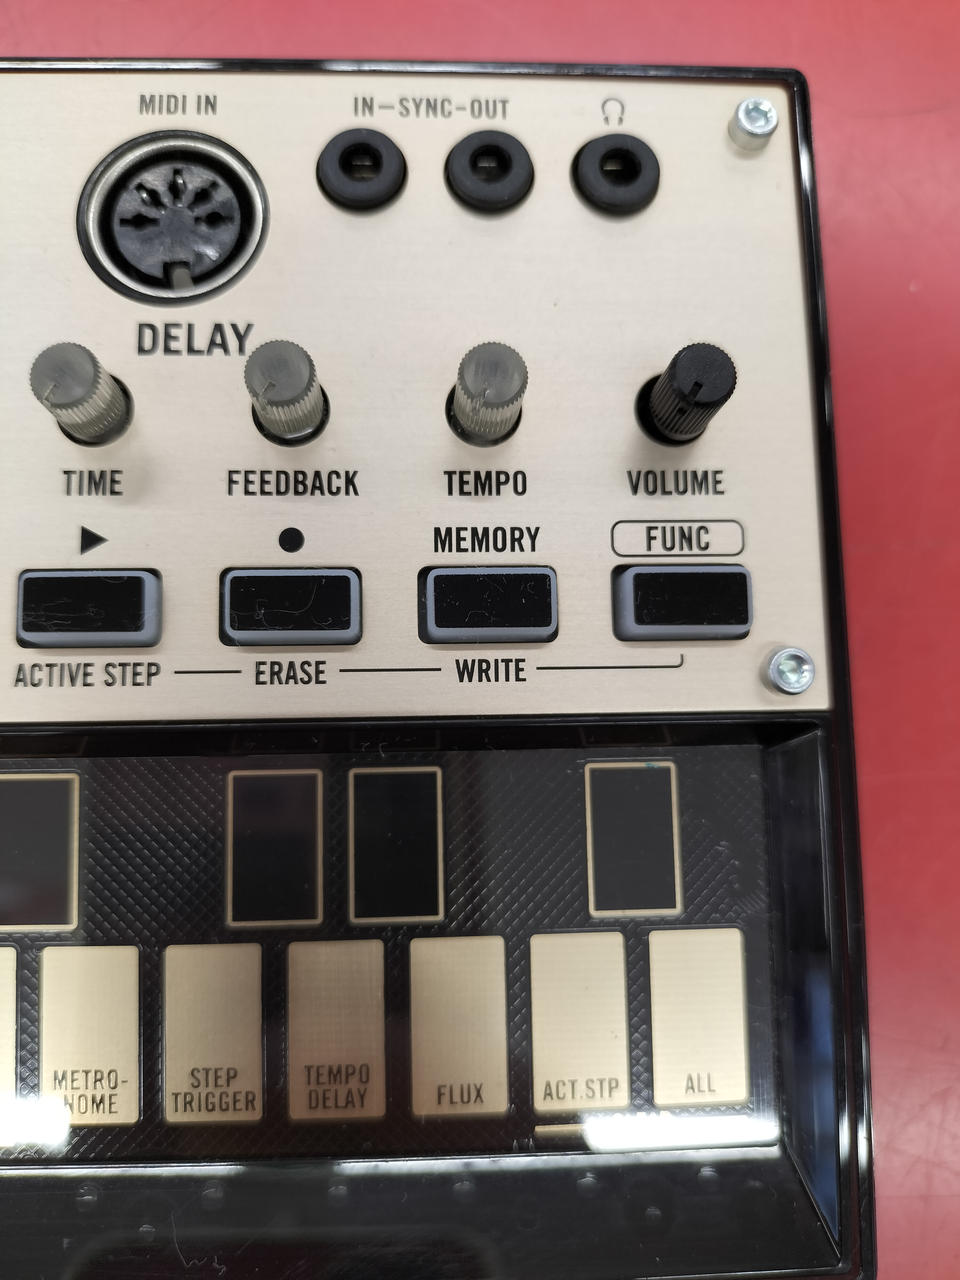 MIDI IN
IN-SYNC-OUT
DELAY
TIME
FEEDBACK
TEMPO
VOLUME
MEMORY
FUNC
ACTIVE STEP
ERASE
WRITE
METRO-
NOME
STEP
TRIGGER
TEMPO
DELAY
FLUX
ACT.STP
ALL